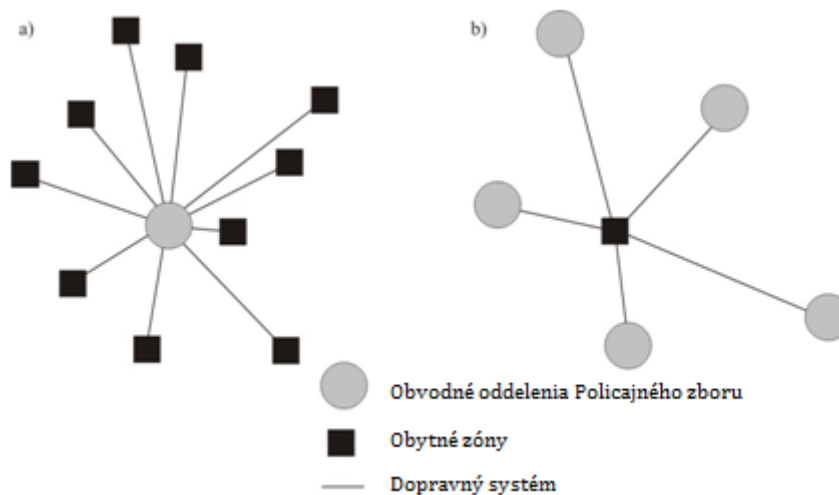 a)
b)
Obvodné oddelenia Policajného zboru
Obytné zóny
Dopravný systém